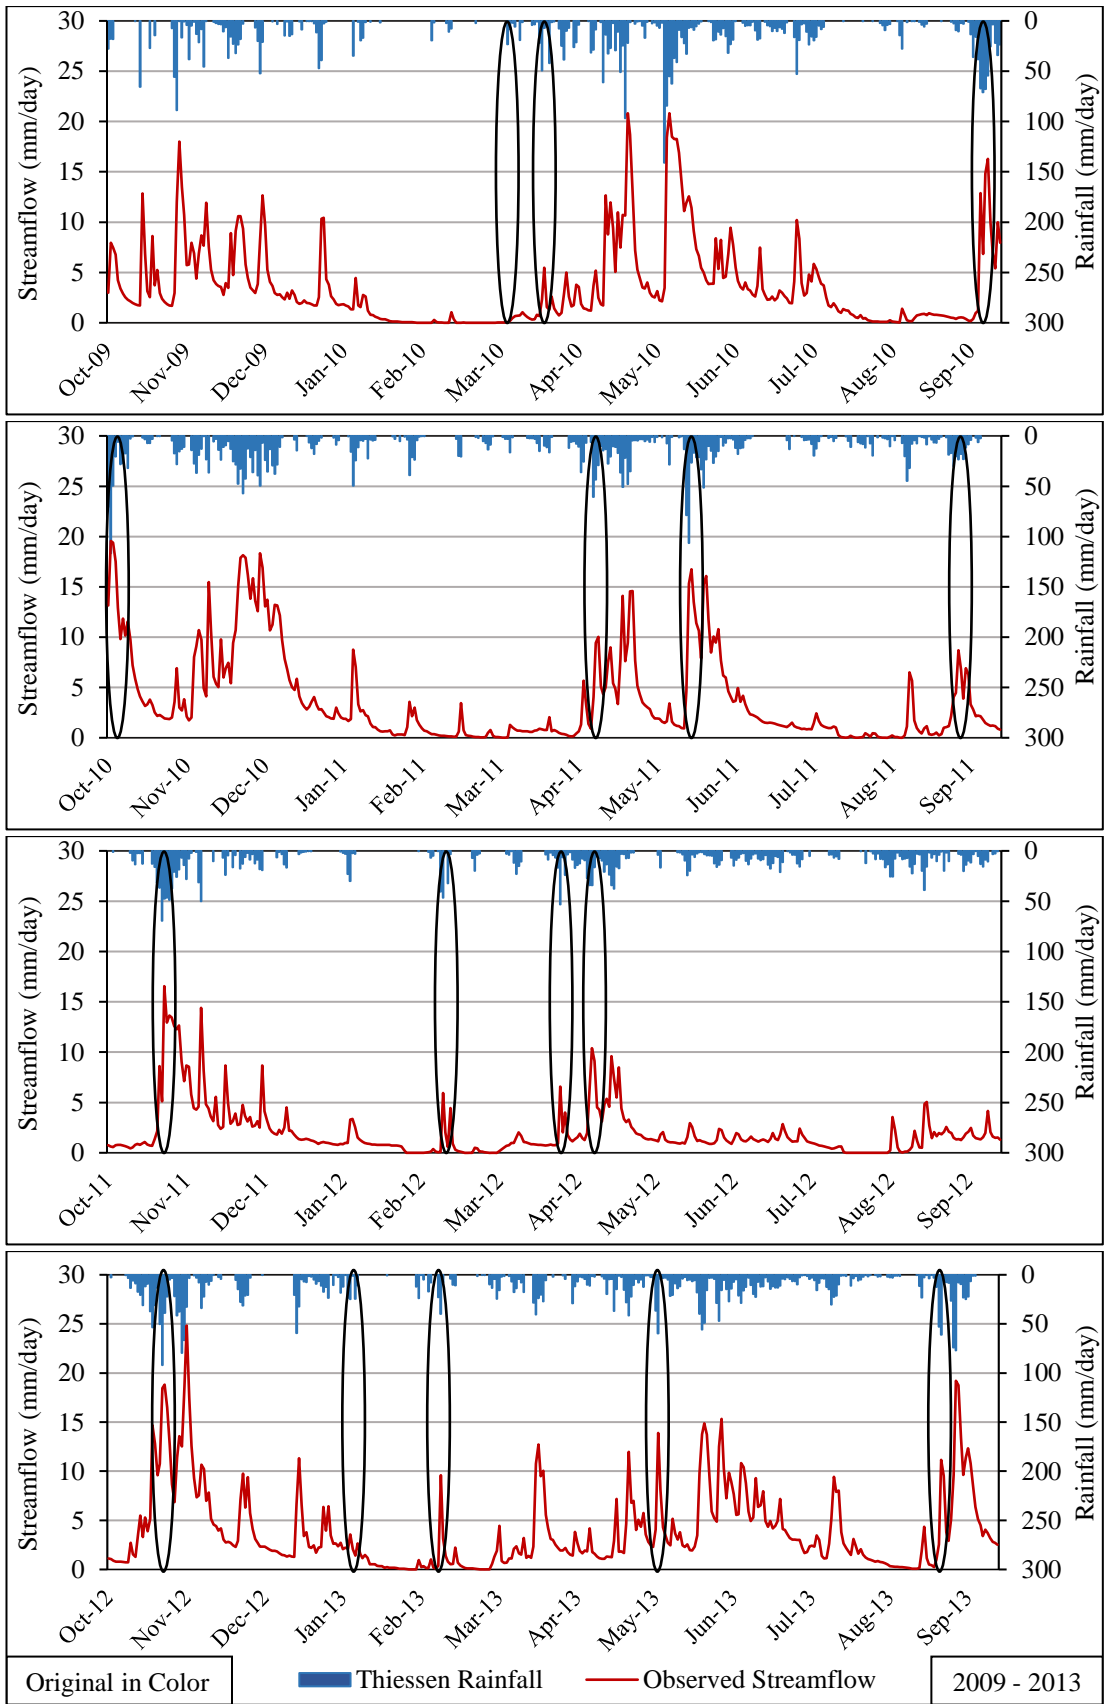 Streamflow (mm/day)
30
25
20
15
10
5
0
0
50
100
150
200
250
300
Rainfall (mm/day)
Oct-09
Nov-09
Dec-09
Jan-10
Feb-10
Mar-10
Apr-10
May-10
Jun-10
Jul-10
Aug-10
Sep-10
Streamflow (mm/day)
30
25
20
15
10
5
0
0
50
100
150
200
250
300
Rainfall (mm/day)
Oct-10
Nov-10
Dec-10
Jan-11
Feb-11
Mar-11
Apr-11
May-11
Jun-11
Jul-11
Aug-11
Sep-11
Streamflow (mm/day)
30
25
20
15
10
5
0
0
50
100
150
200
250
300
Rainfall (mm/day)
Oct-11
Nov-11
Dec-11
Jan-12
Feb-12
Mar-12
Apr-12
May-12
Jun-12
Jul-12
Aug-12
Sep-12
Streamflow (mm/day)
30
25
20
15
10
5
0
0
50
100
150
200
250
300
Rainfall (mm/day)
Oct-12
Nov-12
Dec-12
Jan-13
Feb-13
Mar-13
Apr-13
May-13
Jun-13
Jul-13
Aug-13
Sep-13
Original in Color
Thiessen Rainfall
Observed Streamflow
2009 - 2013